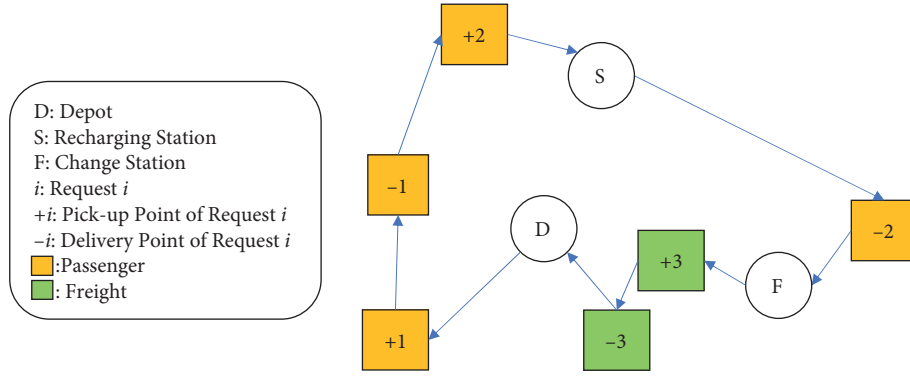 D: Depot
S: Recharging Station
F: Change Station
i: Request i
+i: Pick-up Point of Request i
–i: Delivery Point of Request i
:Passenger
: Freight
+2
S
–1
–2
D
+3
F
+1
–3